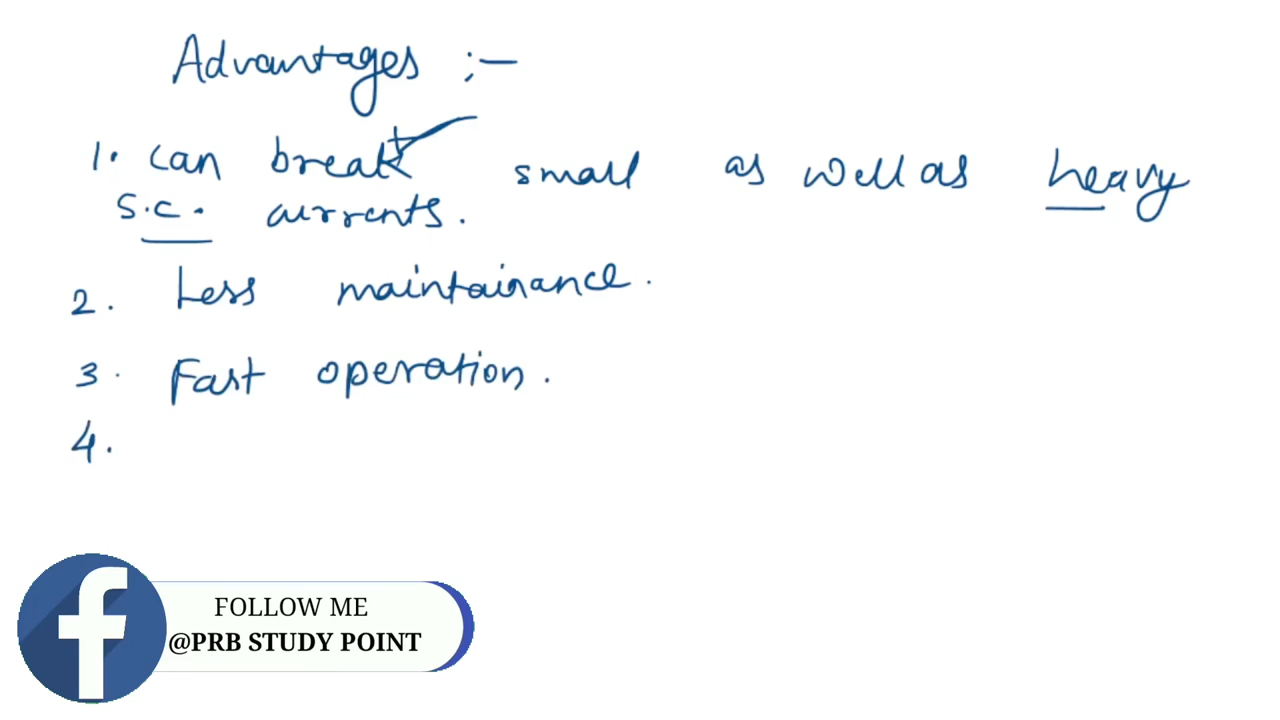 Advantages :-
1. can break small as well as heavy
s.c. currents.
2. Less maintainance.
3. Fast operation.
4.
FOLLOW ME
@PRB STUDY POINT